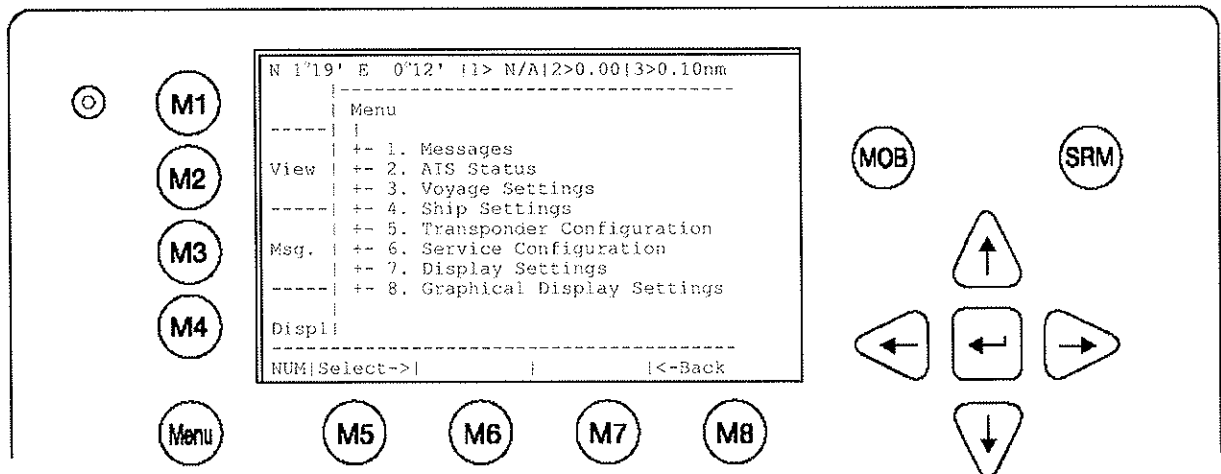 N 1°19' E 0°12' |1> N/A|2>0.00|3>0.10nm
Menu
+- 1. Messages
View +- 2. AIS Status
+- 3. Voyage Settings
+- 4. Ship Settings
+- 5. Transponder Configuration
Msg. +- 6. Service Configuration
+- 7. Display Settings
+- 8. Graphical Display Settings
Displ
NUM|Select->| | |<-Back
M1
M2
M3
M4
Menu
M5
M6
M7
M8
MOB
SRM